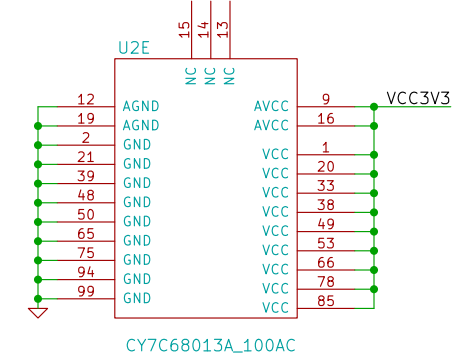 15 14 13
U2E
NC NC NC
12 AGND AVCC 9 VCC3V3
19 AGND AVCC 16
2 GND
VCC 1
21 GND
VCC 20
39 GND
VCC 33
48 GND
VCC 38
50 GND
VCC 49
65 GND
VCC 53
75 GND
VCC 66
94 GND
VCC 78
99 GND
VCC 85
CY7C68013A_100AC